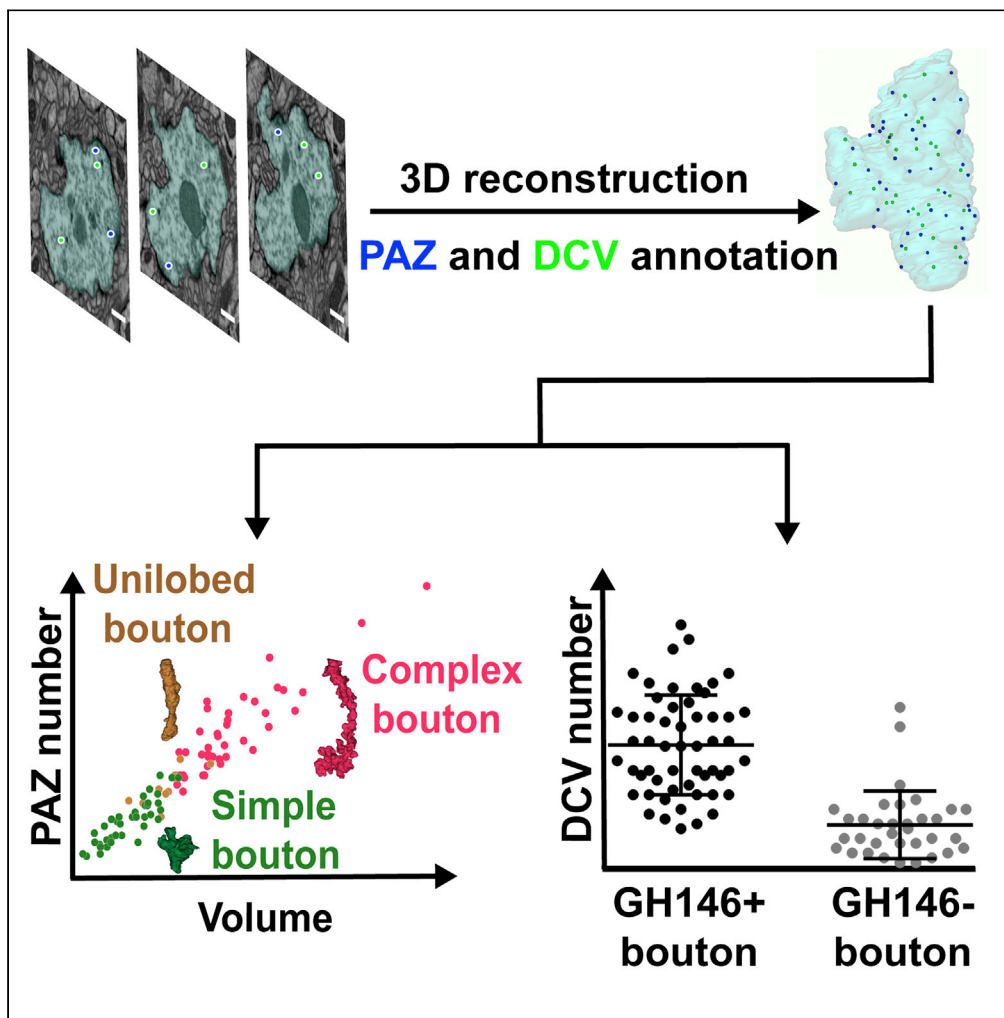 3D reconstruction
PAZ and DCV annotation
PAZ number
Unilobed
bouton
Complex
bouton
Simple
bouton
Volume
DCV number
GH146+
bouton
GH146-
bouton